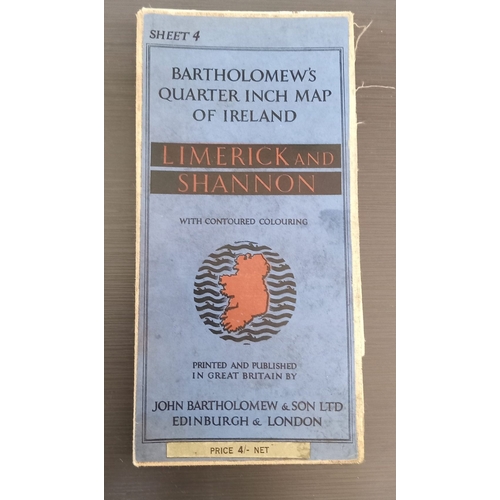 SHEET 4
BARTHOLOMEW'S
QUARTER INCH MAP
OF IRELAND
LIMERICK AND
SHANNON
WITH CONTOURED COLOURING
PRINTED AND PUBLISHED
IN GREAT BRITAIN BY
JOHN BARTHOLOMEW & SON LTD
EDINBURGH & LONDON
PRICE 4/- NET